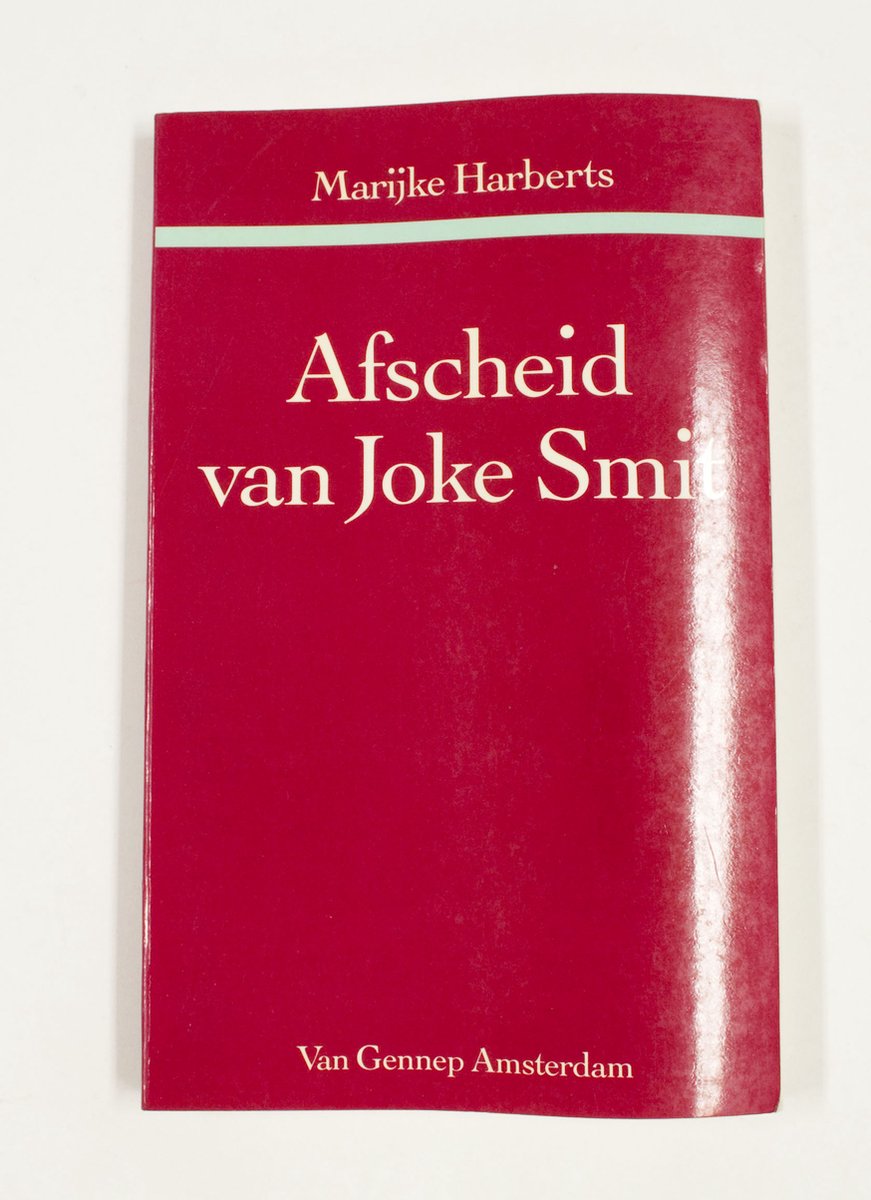 Marijke Harberts
Afscheid
van Joke Smit
Van Gennep Amsterdam